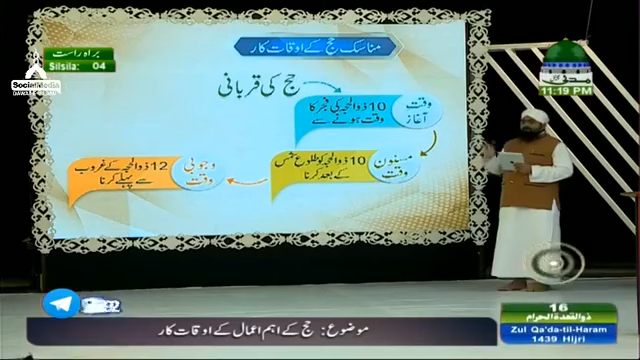 براہ راست
Silsila: 04
Social Media
11:19 PM
مناسکِ حج کے اوقات کار
حج کی قربانی
وقت آغاز
10 ذوالحجہ کی فجر کا
وقت ہونے سے
مسنون وقت
10 ذوالحجہ کو طلوع شمس
کے بعد کرنا
وجوبی وقت
12 ذوالحجہ کے غروب
سے پہلے کرنا
موضوع: حج کے اہم اعمال کے اوقات کار
16
ذوالقعدة الحرام
Zul Qa'da-til-Haram
1439 Hijri